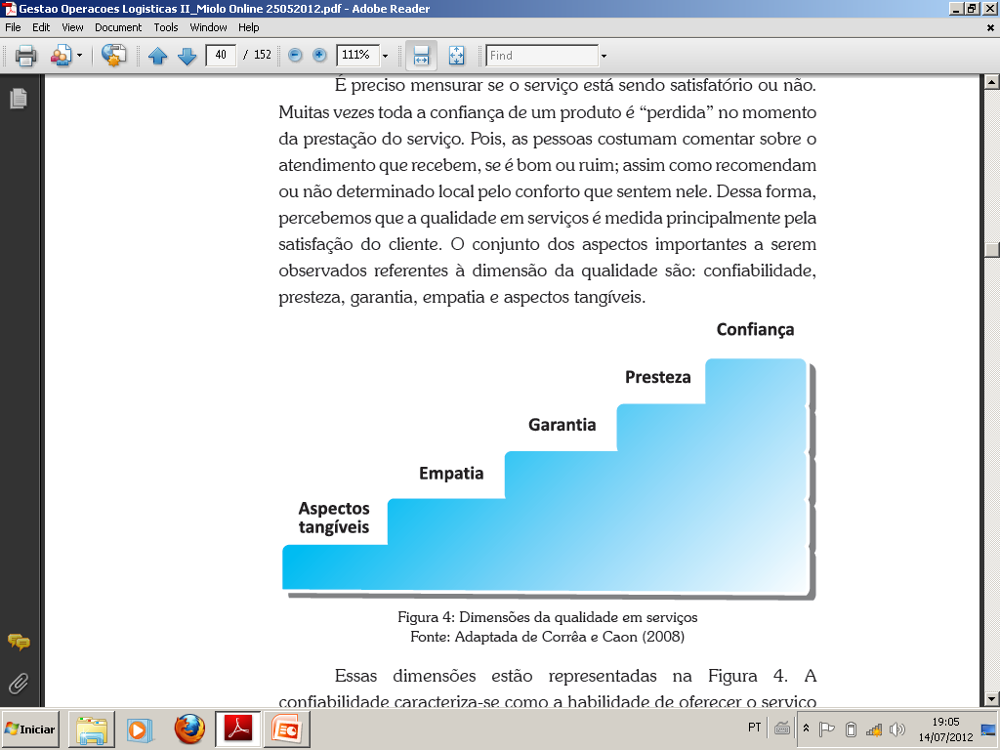 Gestao Operacoes Logisticas II_Miolo Online 25052012.pdf - Adobe Reader
File Edit View Document Tools Window Help
40 / 152 111% Find
É preciso mensurar se o serviço está sendo satisfatório ou não.
Muitas vezes toda a confiança de um produto é “perdida” no momento
da prestação do serviço. Pois, as pessoas costumam comentar sobre o
atendimento que recebem, se é bom ou ruim; assim como recomendam
ou não determinado local pelo conforto que sentem nele. Dessa forma,
percebemos que a qualidade em serviços é medida principalmente pela
satisfação do cliente. O conjunto dos aspectos importantes a serem
observados referentes à dimensão da qualidade são: confiabilidade,
presteza, garantia, empatia e aspectos tangíveis.
Confiança
Presteza
Garantia
Empatia
Aspectos
tangíveis
Figura 4: Dimensões da qualidade em serviços
Fonte: Adaptada de Corrêa e Caon (2008)
Essas dimensões estão representadas na Figura 4. A
confiabilidade caracteriza-se como a habilidade de oferecer o serviço
Iniciar
PT
19:05
14/07/2012